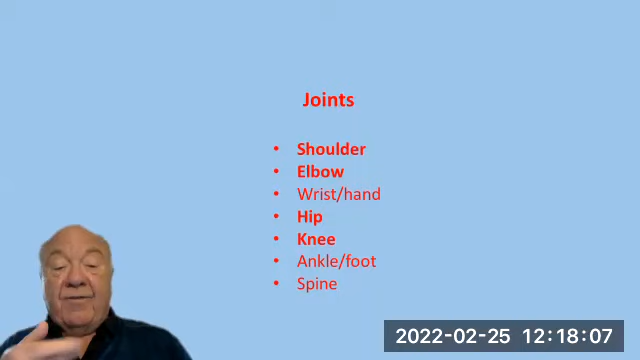 Joints
• Shoulder
• Elbow
• Wrist/hand
• Hip
• Knee
• Ankle/foot
• Spine
2022-02-25 12:18:07